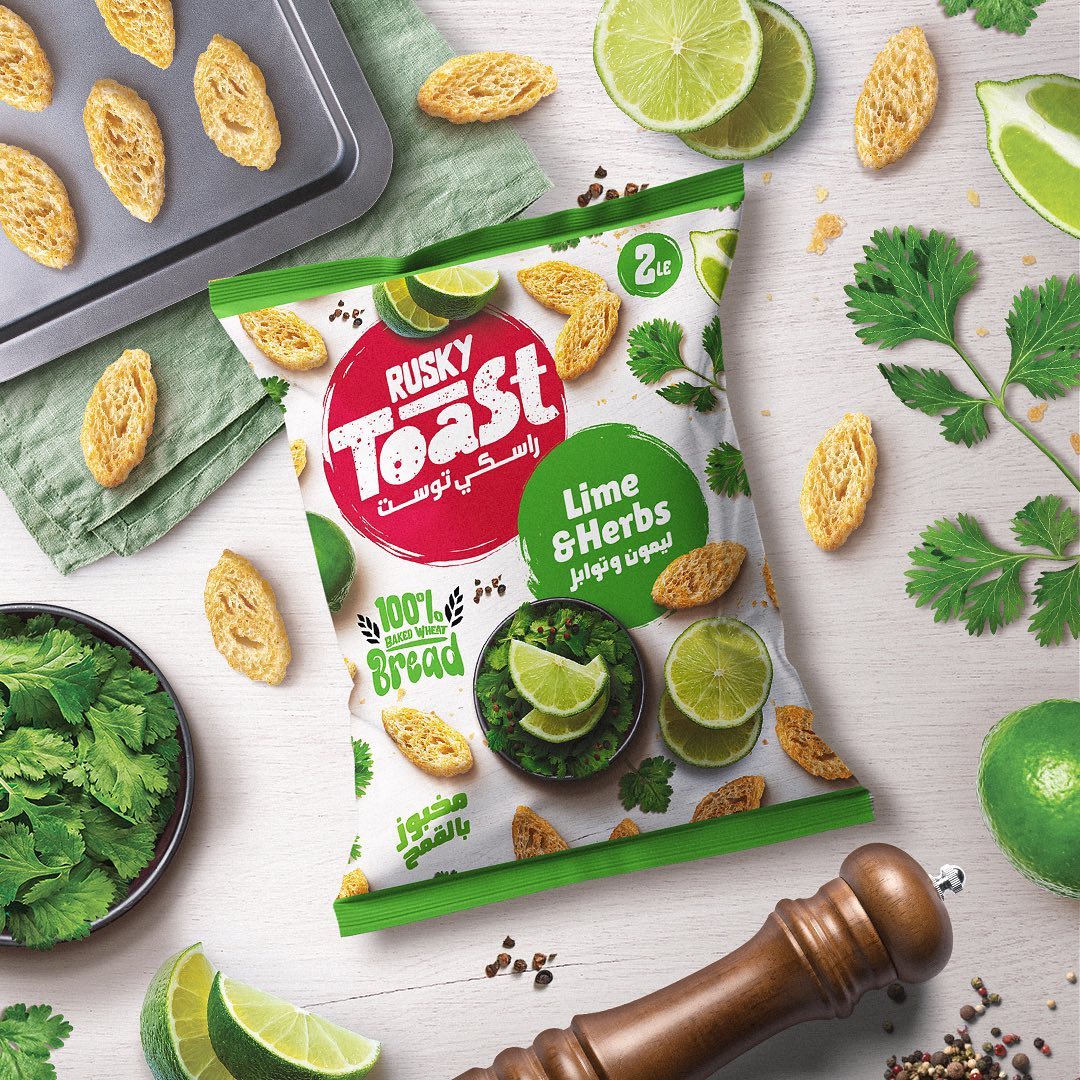 2LE
RUSKY
Toast
راسكي توست
Lime
&Herbs
ليمون وتوابل
100%
BAKED WHEAT
Bread
مخبوز
بالقمح